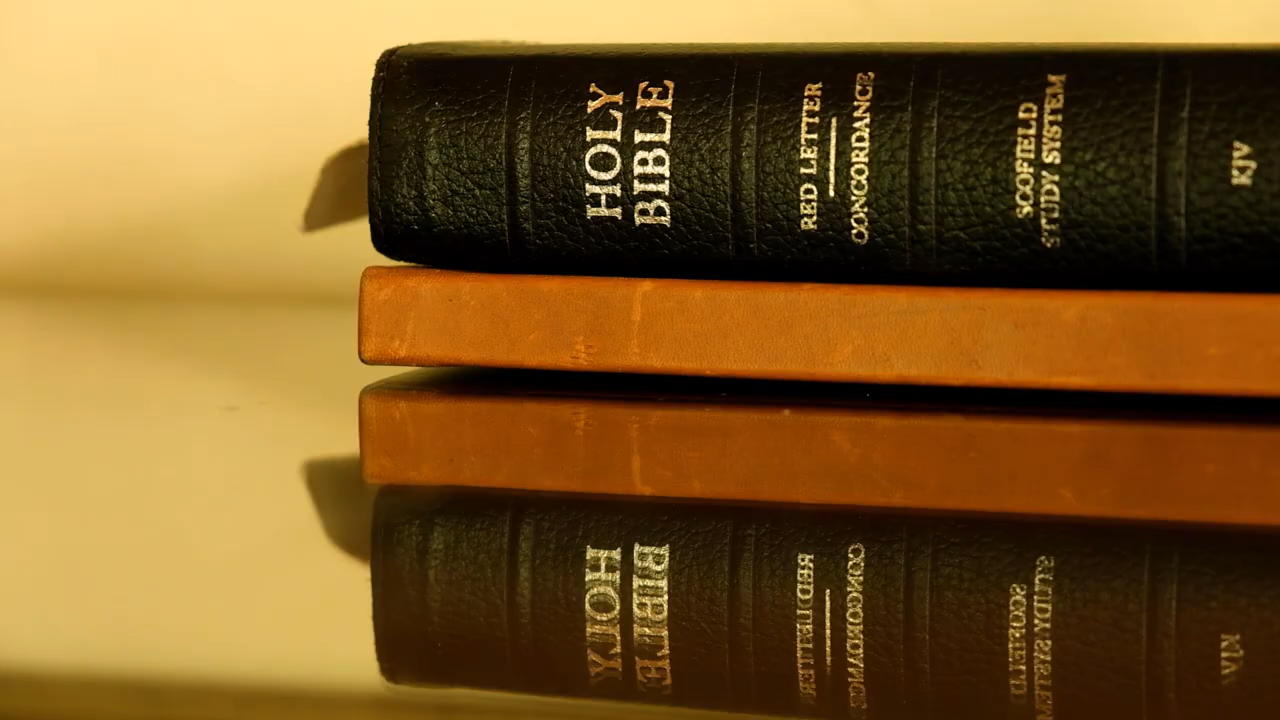 HOLY
BIBLE
RED LETTER
CONCORDANCE
SCOFIELD
STUDY SYSTEM
KJV